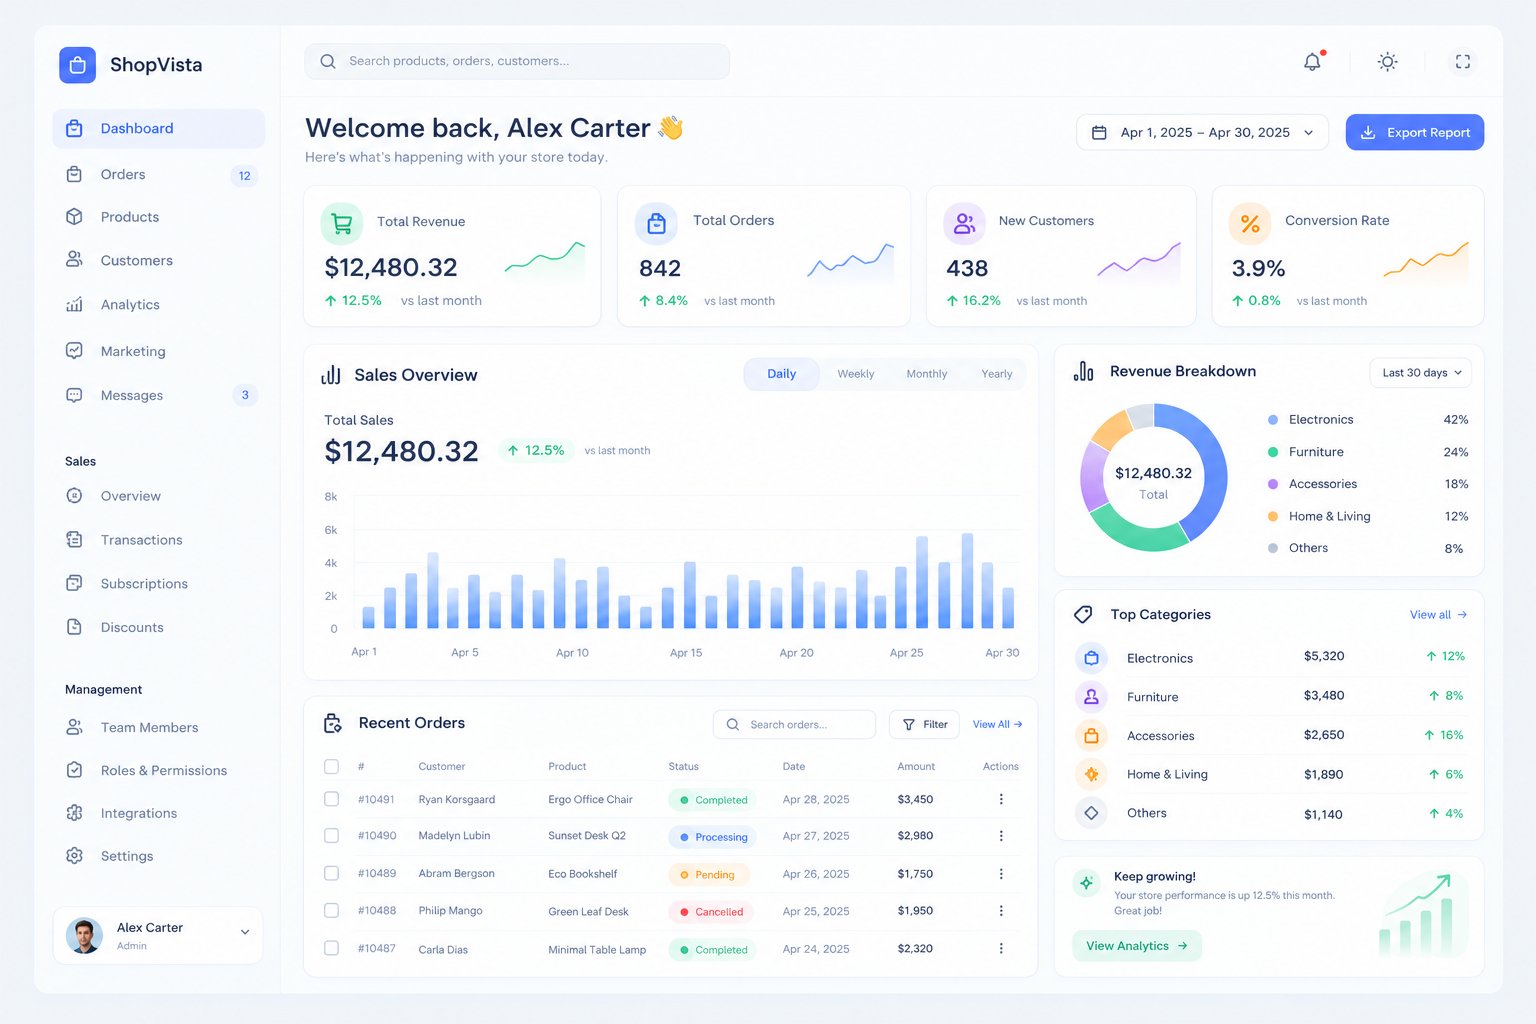 ShopVista
Search products, orders, customers...
Dashboard
Orders 12
Products
Customers
Analytics
Marketing
Messages 3
Sales
Overview
Transactions
Subscriptions
Discounts
Management
Team Members
Roles & Permissions
Integrations
Settings
Alex Carter
Admin
Welcome back, Alex Carter 👋
Here's what's happening with your store today.
Apr 1, 2025 – Apr 30, 2025
Export Report
Total Revenue
$12,480.32
↑ 12.5% vs last month
Total Orders
842
↑ 8.4% vs last month
New Customers
438
↑ 16.2% vs last month
Conversion Rate
3.9%
↑ 0.8% vs last month
Sales Overview
Daily Weekly Monthly Yearly
Total Sales
$12,480.32 ↑ 12.5% vs last month
8k
6k
4k
2k
0
Apr 1 Apr 5 Apr 10 Apr 15 Apr 20 Apr 25 Apr 30
Revenue Breakdown
Last 30 days
$12,480.32
Total
Electronics 42%
Furniture 24%
Accessories 18%
Home & Living 12%
Others 8%
Top Categories
View all →
Electronics $5,320 ↑ 12%
Furniture $3,480 ↑ 8%
Accessories $2,650 ↑ 16%
Home & Living $1,890 ↑ 6%
Others $1,140 ↑ 4%
Recent Orders
Search orders...
Filter
View All →
# Customer Product Status Date Amount Actions
#10491 Ryan Korsgaard Ergo Office Chair Completed Apr 28, 2025 $3,450
#10490 Madelyn Lubin Sunset Desk Q2 Processing Apr 27, 2025 $2,980
#10489 Abram Bergson Eco Bookshelf Pending Apr 26, 2025 $1,750
#10488 Philip Mango Green Leaf Desk Cancelled Apr 25, 2025 $1,950
#10487 Carla Dias Minimal Table Lamp Completed Apr 24, 2025 $2,320
Keep growing!
Your store performance is up 12.5% this month.
Great job!
View Analytics →